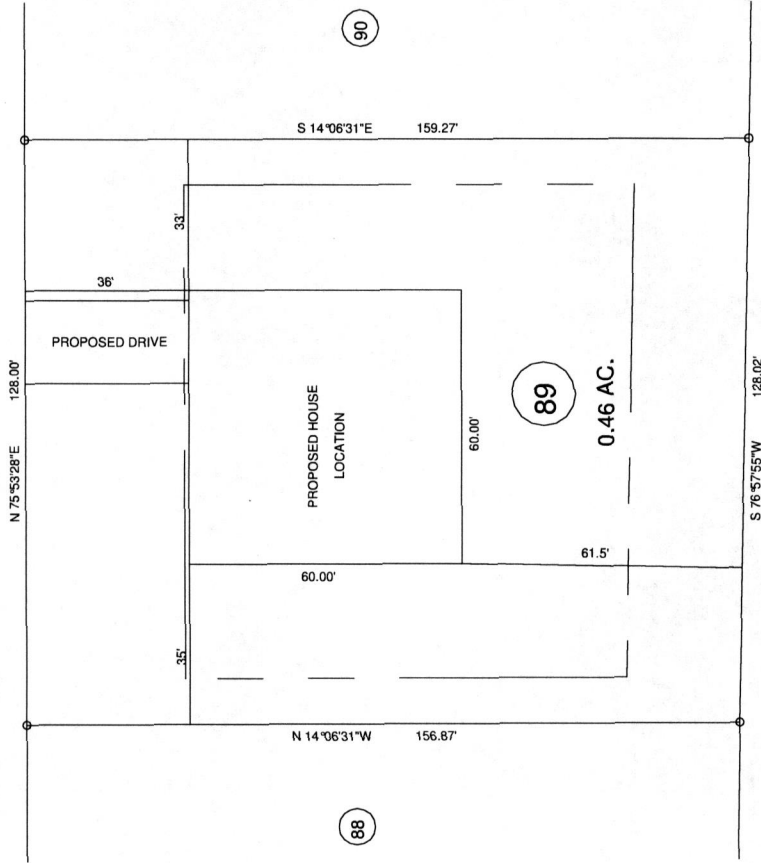 90
S 14°06'31"E 159.27'
33'
36'
PROPOSED DRIVE
N 75°53'28"E 128.00'
PROPOSED HOUSE
LOCATION
60.00'
89
0.46 AC.
S 76°57'55"W 128.02'
60.00'
61.5'
35'
N 14°06'31"W 156.87'
88